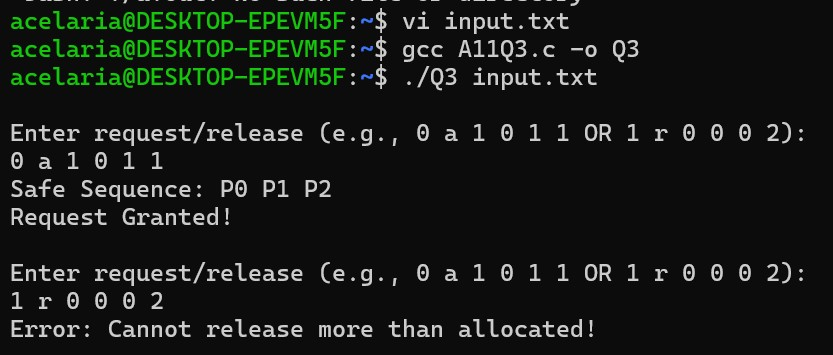 acelaria@DESKTOP-EPEVM5F:~$ vi input.txt
acelaria@DESKTOP-EPEVM5F:~$ gcc A11Q3.c -o Q3
acelaria@DESKTOP-EPEVM5F:~$ ./Q3 input.txt
Enter request/release (e.g., 0 a 1 0 1 1 OR 1 r 0 0 0 2):
0 a 1 0 1 1
Safe Sequence: P0 P1 P2
Request Granted!
Enter request/release (e.g., 0 a 1 0 1 1 OR 1 r 0 0 0 2):
1 r 0 0 0 2
Error: Cannot release more than allocated!